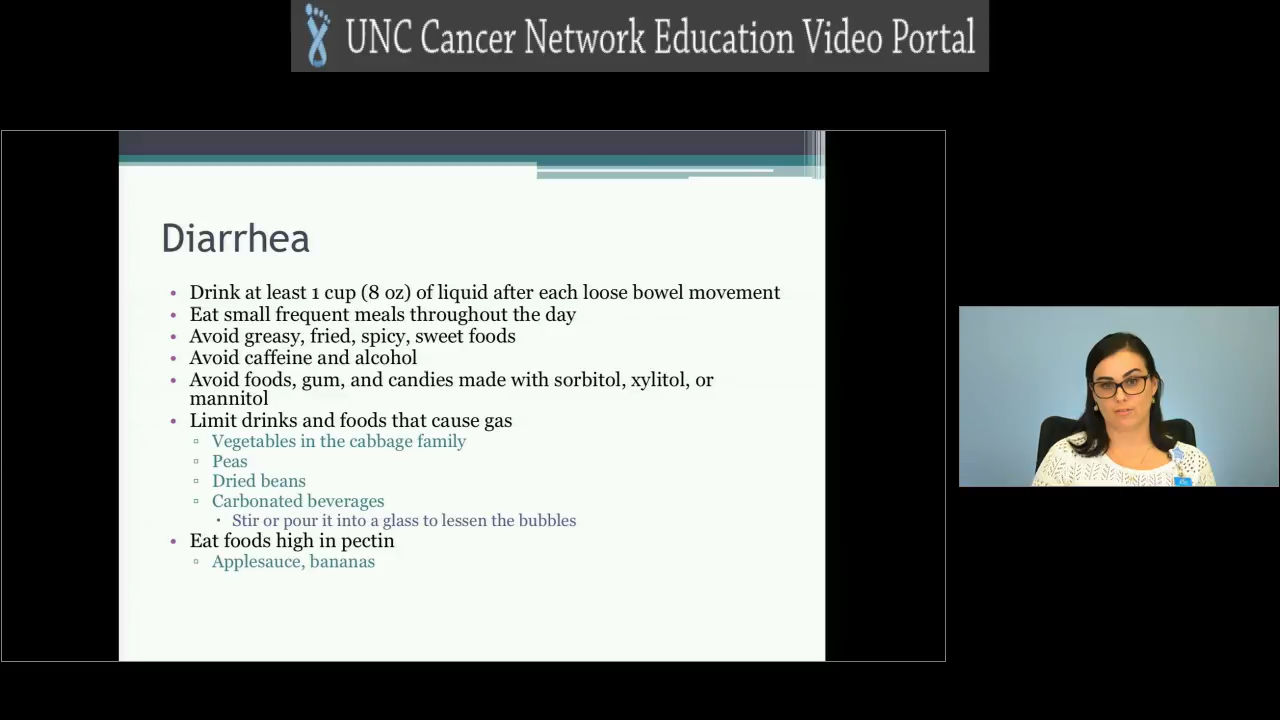 UNC Cancer Network Education Video Portal
Diarrhea
• Drink at least 1 cup (8 oz) of liquid after each loose bowel movement
• Eat small frequent meals throughout the day
• Avoid greasy, fried, spicy, sweet foods
• Avoid caffeine and alcohol
• Avoid foods, gum, and candies made with sorbitol, xylitol, or
mannitol
• Limit drinks and foods that cause gas
▫ Vegetables in the cabbage family
▫ Peas
▫ Dried beans
▫ Carbonated beverages
· Stir or pour it into a glass to lessen the bubbles
• Eat foods high in pectin
▫ Applesauce, bananas